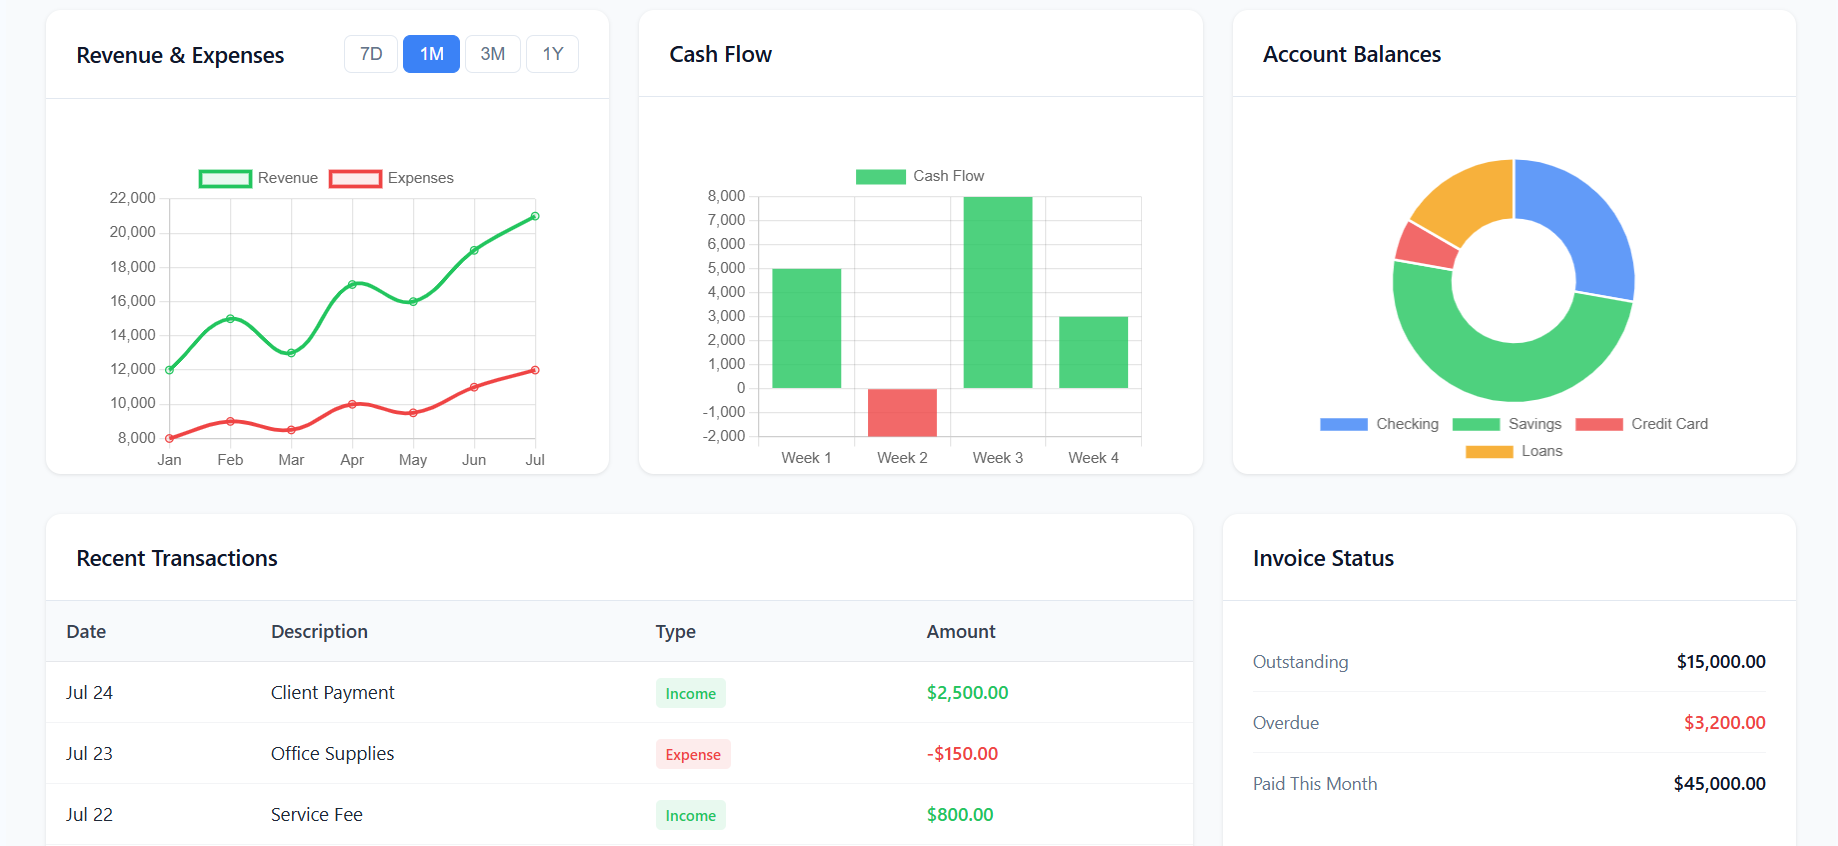 Revenue & Expenses
7D 1M 3M 1Y
Revenue Expenses
22,000
20,000
18,000
16,000
14,000
12,000
10,000
8,000
Jan Feb Mar Apr May Jun Jul
Cash Flow
Cash Flow
8,000
7,000
6,000
5,000
4,000
3,000
2,000
1,000
0
-1,000
-2,000
Week 1 Week 2 Week 3 Week 4
Account Balances
Checking Savings Credit Card
Loans
Recent Transactions
Date Description Type Amount
Jul 24 Client Payment Income $2,500.00
Jul 23 Office Supplies Expense -$150.00
Jul 22 Service Fee Income $800.00
Invoice Status
Outstanding $15,000.00
Overdue $3,200.00
Paid This Month $45,000.00